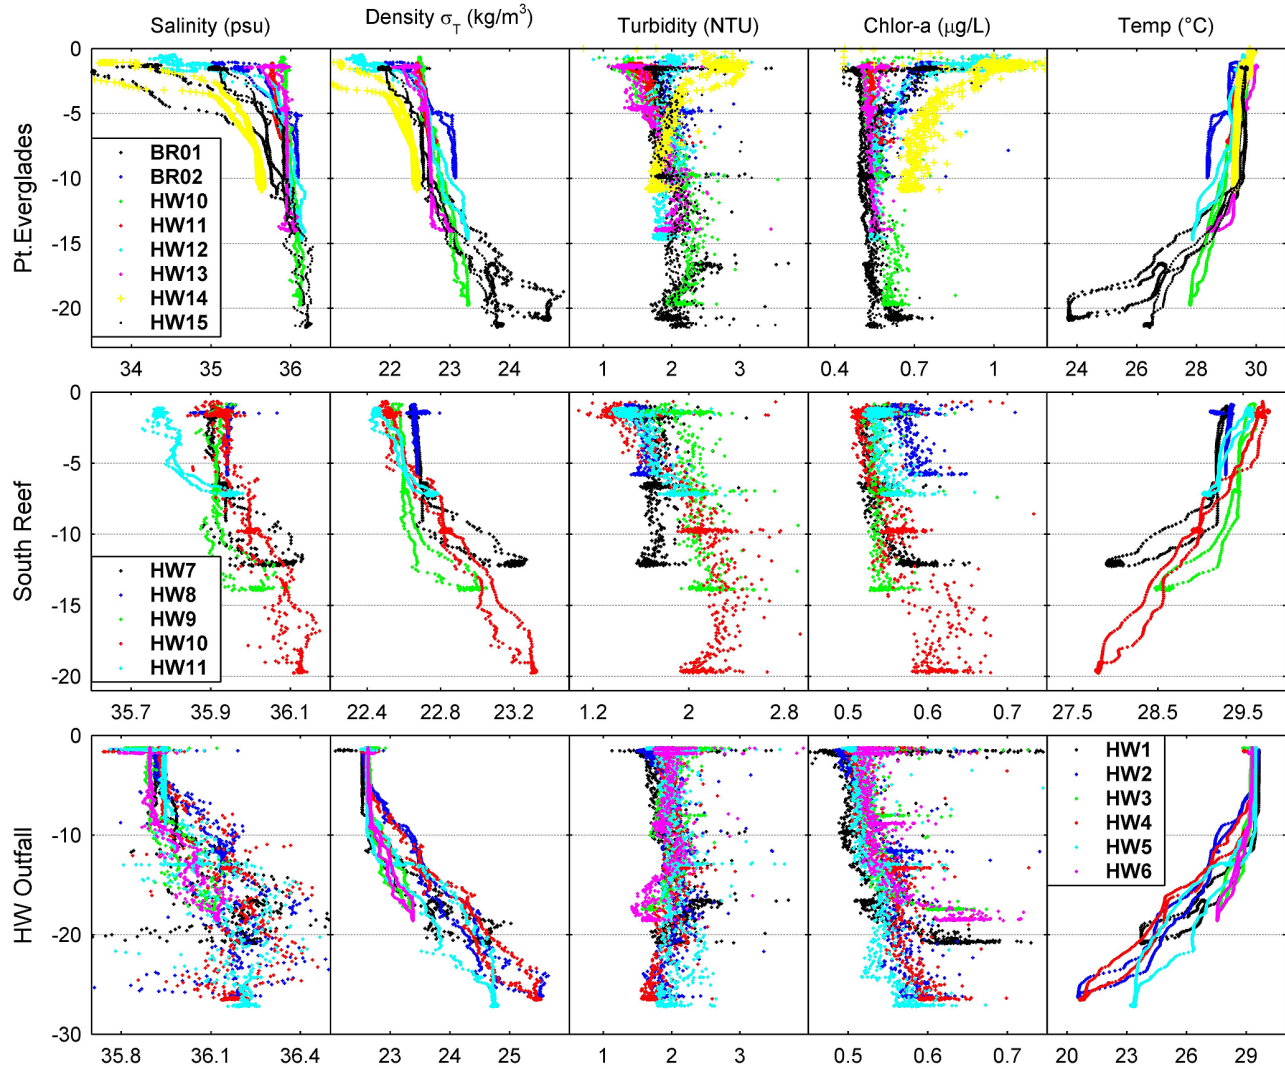 Salinity (psu) Density σT (kg/m3) Turbidity (NTU) Chlor-a (μg/L) Temp (°C)
Pt.Everglades
0
-5
-10
-15
-20
BR01
BR02
HW10
HW11
HW12
HW13
HW14
HW15
34 35 36 22 23 24 1 2 3 0.4 0.7 1 24 26 28 30
South Reef
0
-5
-10
-15
-20
HW7
HW8
HW9
HW10
HW11
35.7 35.9 36.1 22.4 22.8 23.2 1.2 2 2.8 0.5 0.6 0.7 27.5 28.5 29.5
HW Outfall
0
-10
-20
-30
HW1
HW2
HW3
HW4
HW5
HW6
35.8 36.1 36.4 23 24 25 1 2 3 0.5 0.6 0.7 20 23 26 29